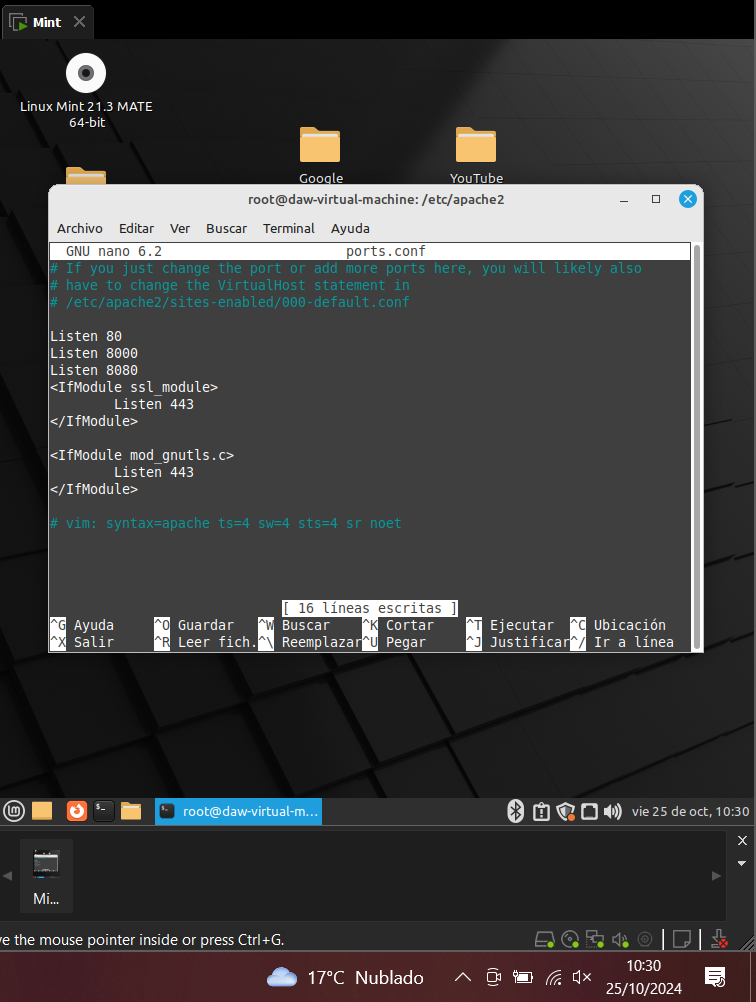 Mint
Linux Mint 21.3 MATE
64-bit
Google
YouTube
root@daw-virtual-machine: /etc/apache2
Archivo Editar Ver Buscar Terminal Ayuda
GNU nano 6.2 ports.conf
# If you just change the port or add more ports here, you will likely also
# have to change the VirtualHost statement in
# /etc/apache2/sites-enabled/000-default.conf
Listen 80
Listen 8000
Listen 8080
<IfModule ssl_module>
Listen 443
</IfModule>
<IfModule mod_gnutls.c>
Listen 443
</IfModule>
# vim: syntax=apache ts=4 sw=4 sts=4 sr noet
[ 16 líneas escritas ]
^G Ayuda ^O Guardar ^W Buscar ^K Cortar ^T Ejecutar ^C Ubicación
^X Salir ^R Leer fich. ^\ Reemplazar ^U Pegar ^J Justificar ^/ Ir a línea
root@daw-virtual-m...
vie 25 de oct, 10:30
Mi...
ve the mouse pointer inside or press Ctrl+G.
17°C Nublado
10:30
25/10/2024